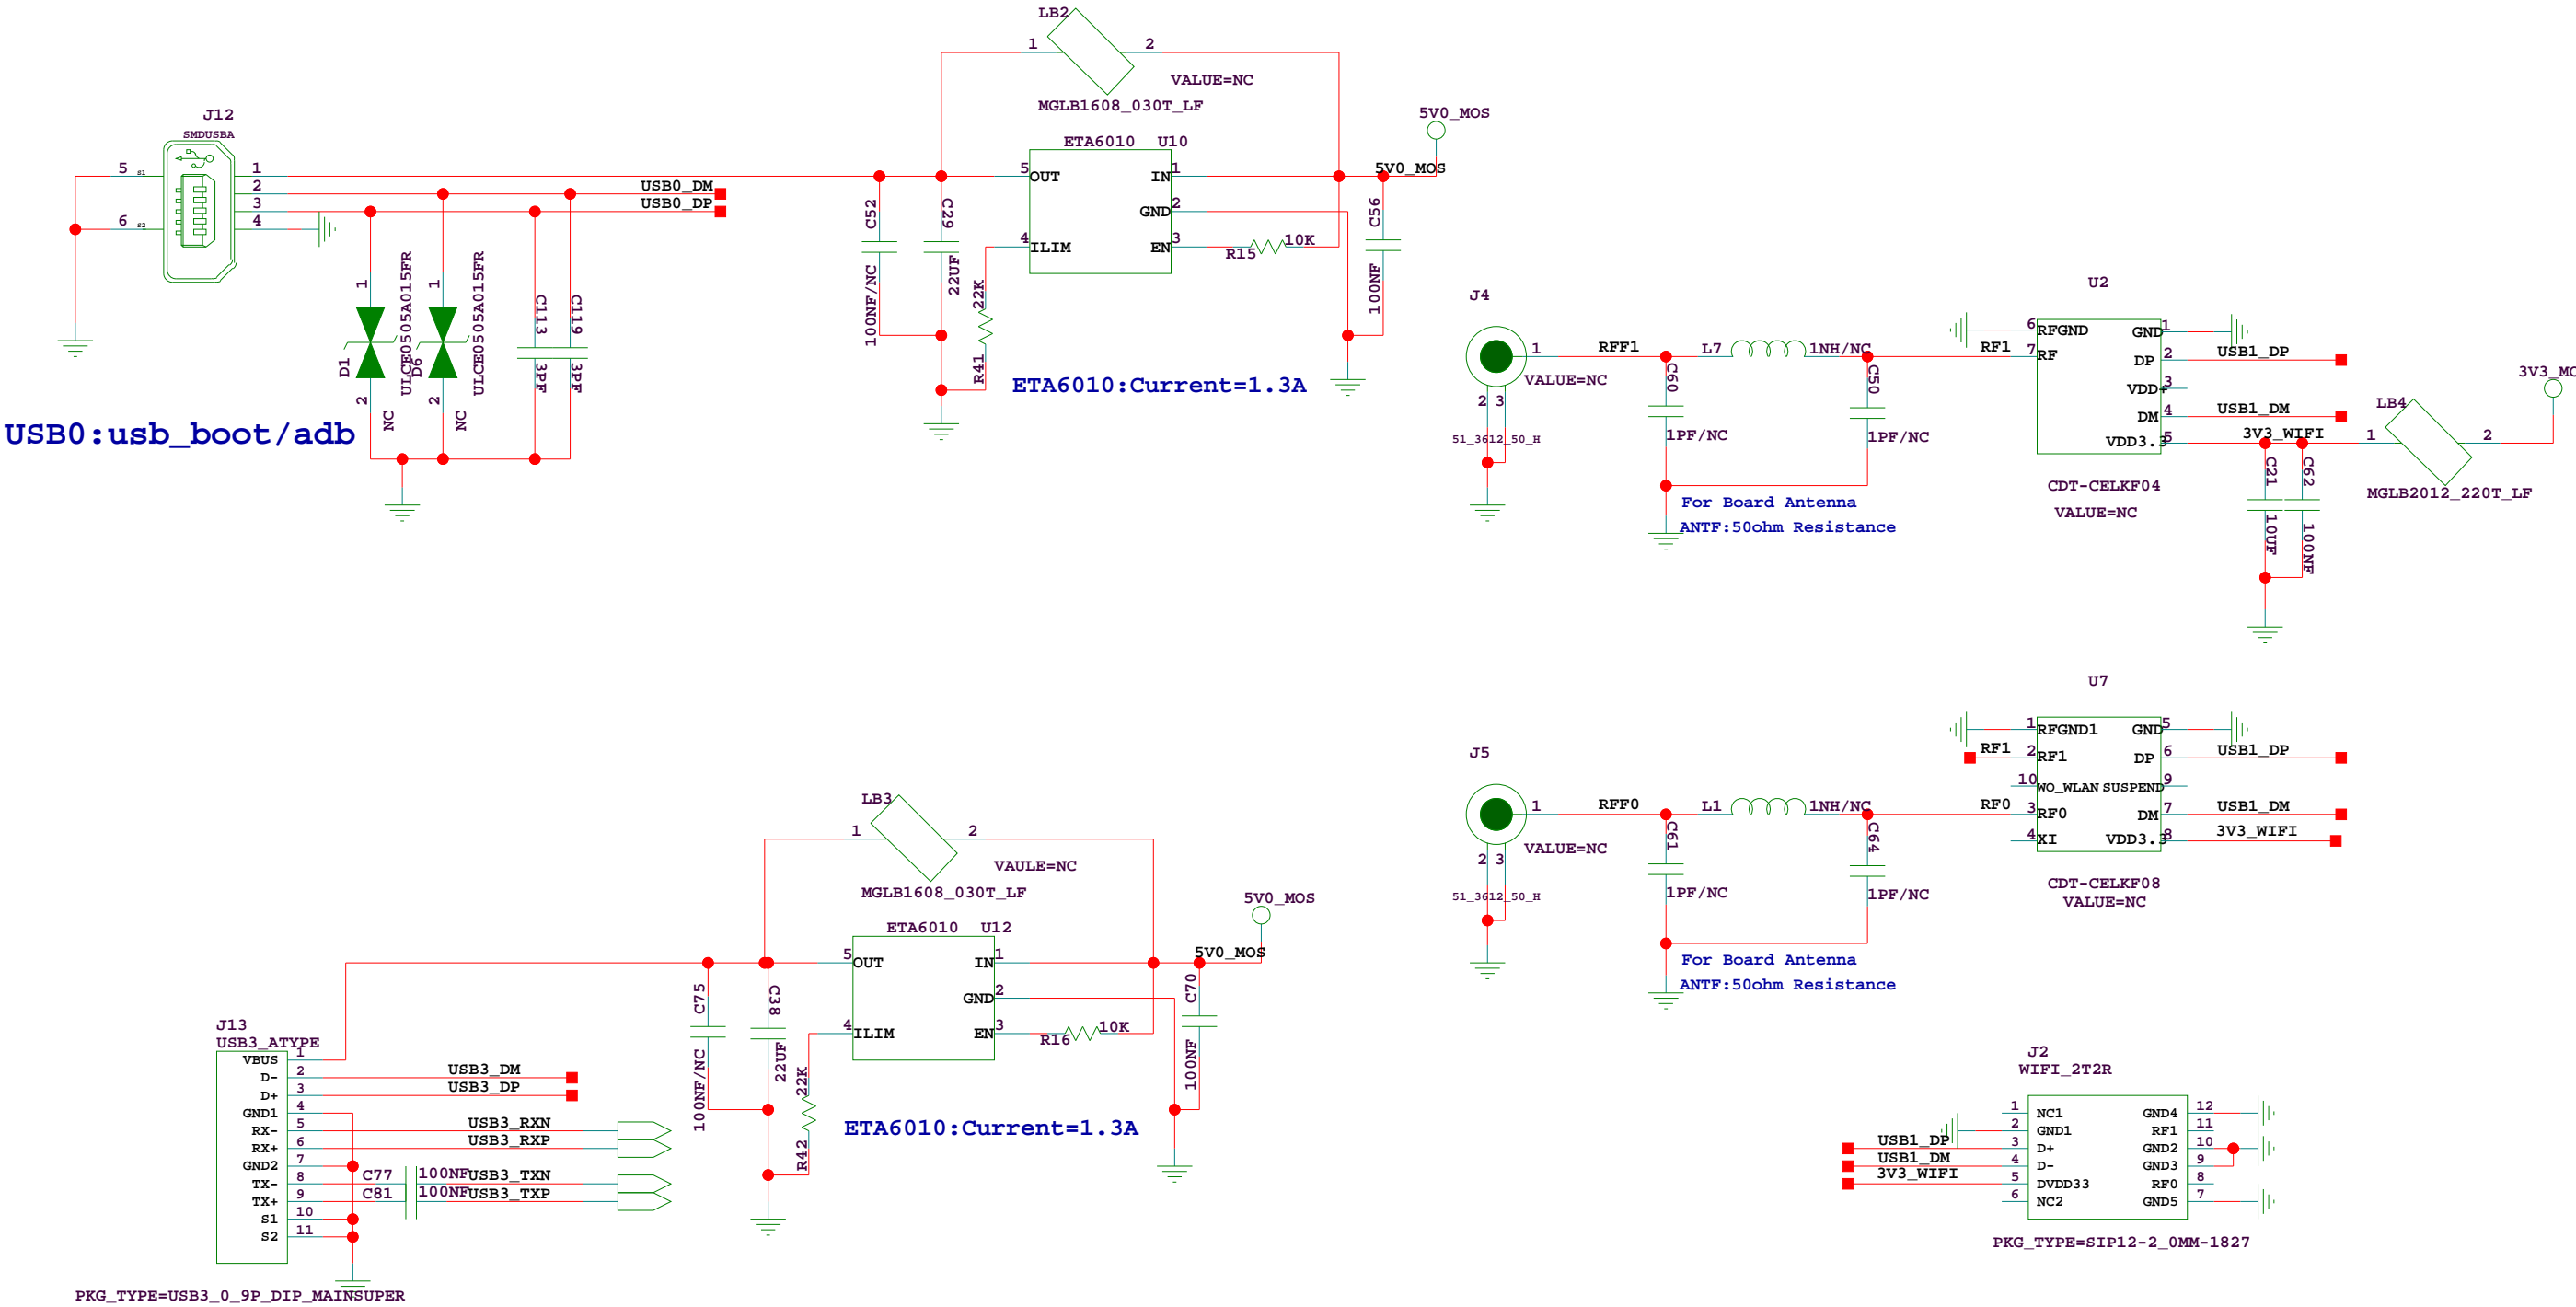 LB2
1
2
VALUE=NC
MGLB1608_030T_LF
J12
SMDUSBA
5
S1
6
S2
1
2
3
4
USB0_DM
USB0_DP
ETA6010 U10
5
OUT
IN
1
GND
2
4
ILIM
EN
3
5V0_MOS
5V0_MOS
C52
100NF/NC
C29
22UF
22K
R41
R15
10K
C56
100NF
ETA6010:Current=1.3A
1
D1
2
ULCE0505A015FR
NC
1
D6
2
ULCE0505A015FR
NC
C113
3PF
C119
3PF
USB0:usb_boot/adb
J4
1
VALUE=NC
2 3
51_3612_50_H
RFF1
C60
1PF/NC
L7
1NH/NC
C50
1PF/NC
RF1
For Board Antenna
ANTF:50ohm Resistance
U2
6
RFGND
GND
1
7
RF
DP
2
USB1_DP
VDD+
3
DM
4
USB1_DM
VDD3.3
5
3V3_WIFI
CDT-CELKF04
VALUE=NC
C21
10UF
C62
100NF
LB4
1
2
MGLB2012_220T_LF
3V3_MO
U7
1
RFGND1
GND
5
RF1
2
RF1
DP
6
USB1_DP
10
WO_WLAN
SUSPEND
9
3
RF0
DM
7
USB1_DM
4
XI
VDD3.3
8
3V3_WIFI
CDT-CELKF08
VALUE=NC
J5
1
VALUE=NC
2 3
51_3612_50_H
RFF0
C61
1PF/NC
L1
1NH/NC
C64
1PF/NC
RF0
For Board Antenna
ANTF:50ohm Resistance
LB3
1
2
VAULE=NC
MGLB1608_030T_LF
ETA6010 U12
5
OUT
IN
1
GND
2
4
ILIM
EN
3
5V0_MOS
5V0_MOS
C75
100NF/NC
C38
22UF
22K
R42
R16
10K
C70
100NF
ETA6010:Current=1.3A
J13
USB3_ATYPE
VBUS 1
D- 2 USB3_DM
D+ 3 USB3_DP
GND1 4
RX- 5 USB3_RXN
RX+ 6 USB3_RXP
GND2 7
TX- 8 C77 100NF USB3_TXN
TX+ 9 C81 100NF USB3_TXP
S1 10
S2 11
PKG_TYPE=USB3_0_9P_DIP_MAINSUPER
J2
WIFI_2T2R
1 NC1 GND4 12
2 GND1 RF1 11
USB1_DP 3 D+ GND2 10
USB1_DM 4 D- GND3 9
3V3_WIFI 5 DVDD33 RF0 8
6 NC2 GND5 7
PKG_TYPE=SIP12-2_0MM-1827